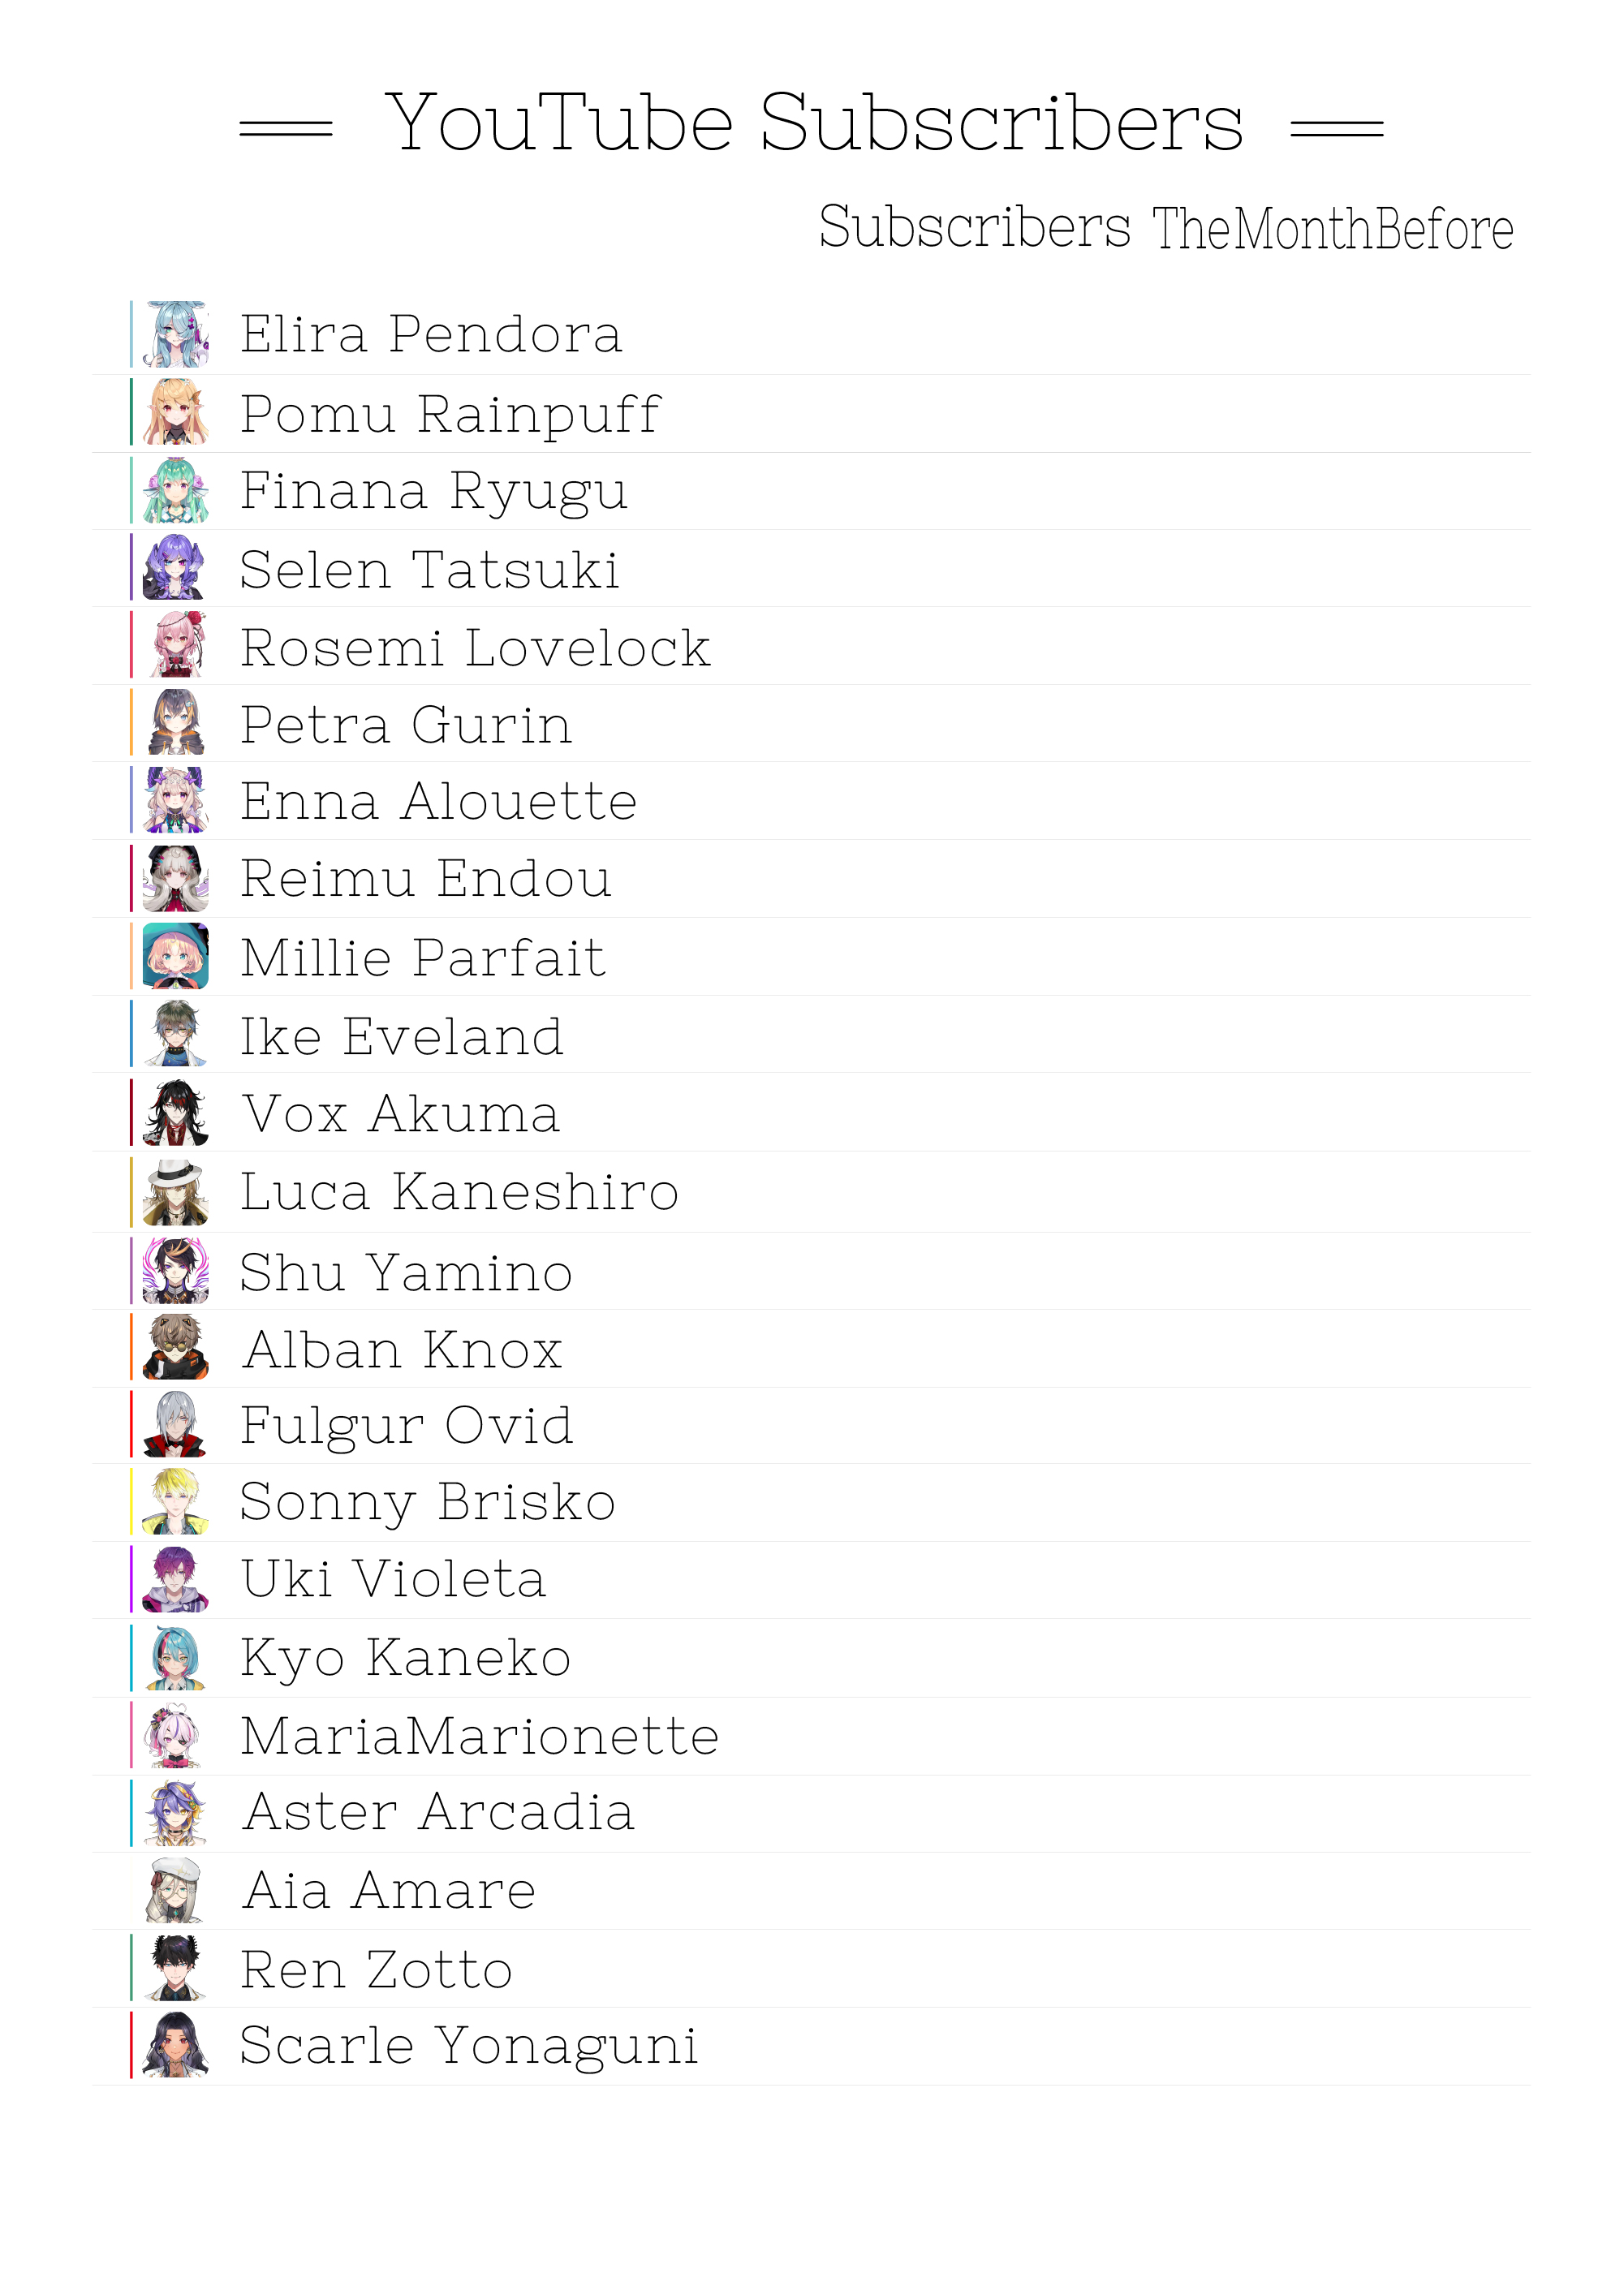 YouTube Subscribers
Subscribers TheMonthBefore
Elira Pendora
Pomu Rainpuff
Finana Ryugu
Selen Tatsuki
Rosemi Lovelock
Petra Gurin
Enna Alouette
Reimu Endou
Millie Parfait
Ike Eveland
Vox Akuma
Luca Kaneshiro
Shu Yamino
Alban Knox
Fulgur Ovid
Sonny Brisko
Uki Violeta
Kyo Kaneko
MariaMarionette
Aster Arcadia
Aia Amare
Ren Zotto
Scarle Yonaguni